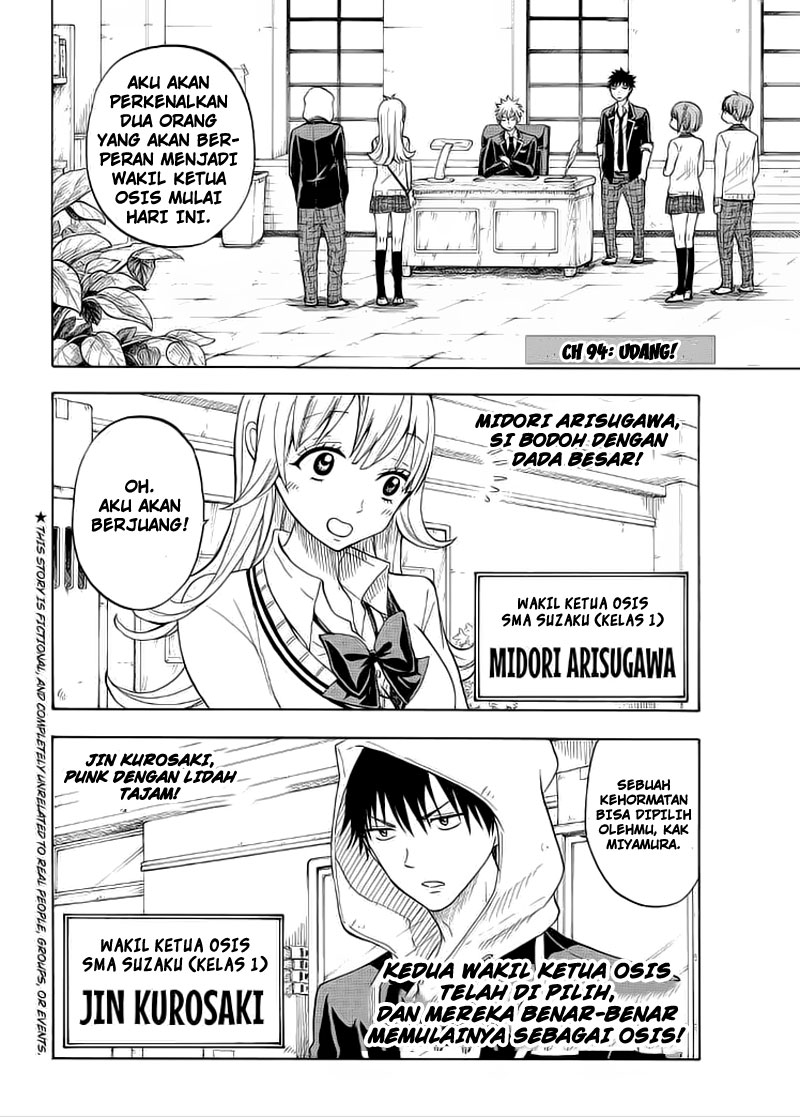 AKU AKAN
PERKENALKAN
DUA ORANG
YANG AKAN BER-
PERAN MENJADI
WAKIL KETUA
OSIS MULAI
HARI INI.
CH 94: UDANG!
MIDORI ARISUGAWA,
SI BODOH DENGAN
DADA BESAR!
OH.
AKU AKAN
BERJUANG!
WAKIL KETUA OSIS
SMA SUZAKU (KELAS 1)
MIDORI ARISUGAWA
★ THIS STORY IS FICTIONAL, AND COMPLETELY UNRELATED TO REAL PEOPLE, GROUPS, OR EVENTS.
JIN KUROSAKI,
PUNK DENGAN LIDAH
TAJAM!
SEBUAH
KEHORMATAN
BISA DIPILIH
OLEHMU, KAK
MIYAMURA.
WAKIL KETUA OSIS
SMA SUZAKU (KELAS 1)
JIN KUROSAKI
KEDUA WAKIL KETUA OSIS
TELAH DI PILIH,
DAN MEREKA BENAR-BENAR
MEMULAINYA SEBAGAI OSIS!